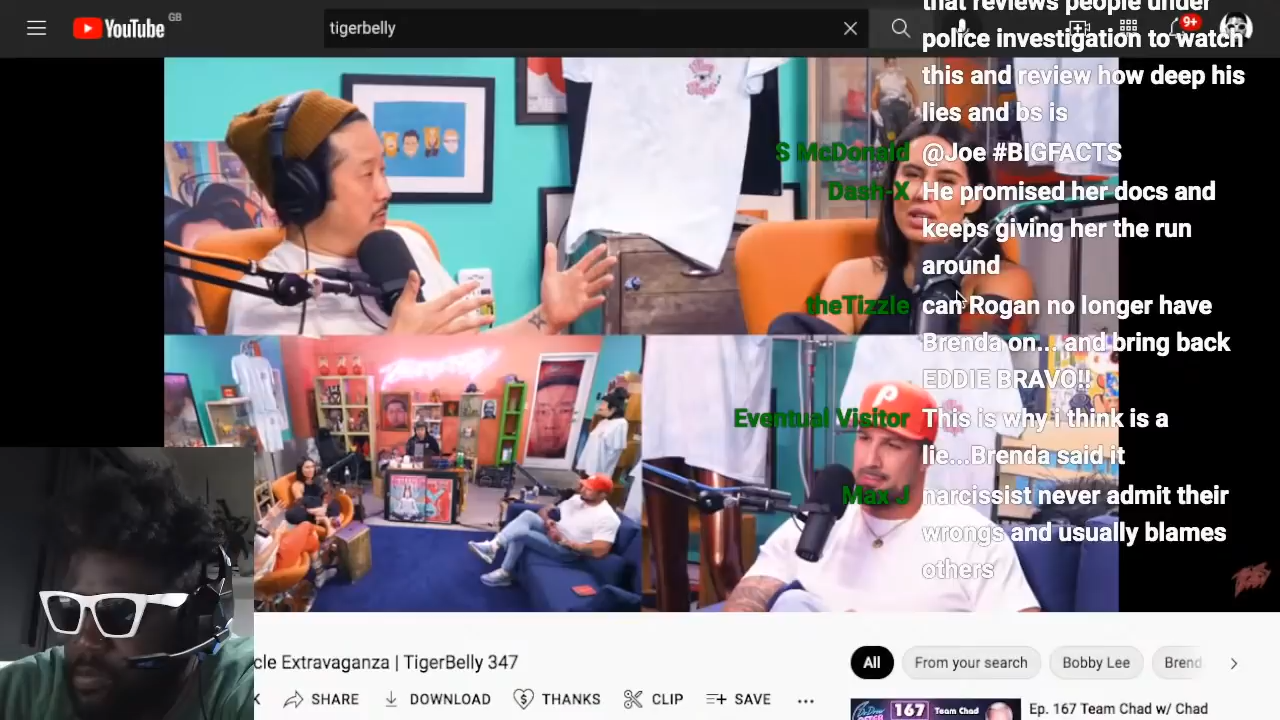 YouTube GB
tigerbelly
9+
that reviews people under
police investigation to watch
this and review how deep his
lies and bs is
S McDonald @Joe #BIGFACTS
Dash-X He promised her docs and
keeps giving her the run
around
theTizzle can Rogan no longer have
Brenda on... and bring back
EDDIE BRAVO!!
Eventual Visitor This is why i think is a
lie...Brenda said it
Max J narcissist never admit their
wrongs and usually blames
others
cle Extravaganza | TigerBelly 347
SHARE DOWNLOAD THANKS CLIP SAVE
All From your search Bobby Lee Brend
167 Team Chad
Ep. 167 Team Chad w/ Chad